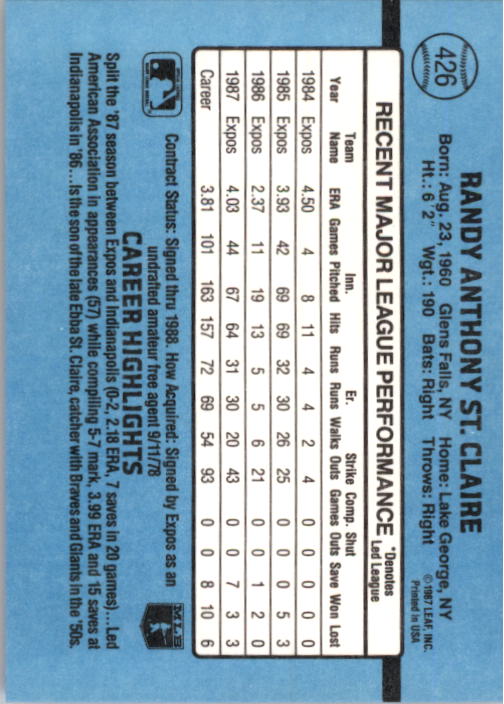 426
RANDY ANTHONY ST. CLAIRE
Born: Aug. 23, 1960 Glens Falls, NY Home: Lake George, NY
Ht.: 6' 2" Wgt.: 190 Bats: Right Throws: Right
© 1987 LEAF, INC.
Printed in USA
RECENT MAJOR LEAGUE PERFORMANCE
*Denotes
Led League
Team Inn. Er. Strike Comp. Shut
Year Name ERA Games Pitched Hits Runs Runs Walks Outs Games Outs Save Won Lost
1984 Expos 4.50 4 8 11 4 4 2 4 0 0 0 0 0
1985 Expos 3.93 42 69 69 32 30 26 25 0 0 0 5 3
1986 Expos 2.37 11 19 13 5 5 6 21 0 0 1 2 0
1987 Expos 4.03 44 67 64 31 30 20 43 0 0 7 3 3
Career 3.81 101 163 157 72 69 54 93 0 0 8 10 6
Contract Status: Signed thru 1988. How Acquired: Signed by Expos as an
undrafted amateur free agent 9/11/78
MLB
CAREER HIGHLIGHTS
Split the '87 season between Expos and Indianapolis (0-2, 2.18 ERA, 7 saves in 20 games)... Led
American Association in appearances (57) while compiling 5-7 mark, 3.99 ERA and 15 saves at
Indianapolis in '86... Is the son of the late Ebba St. Claire, catcher with Braves and Giants in the '50s.